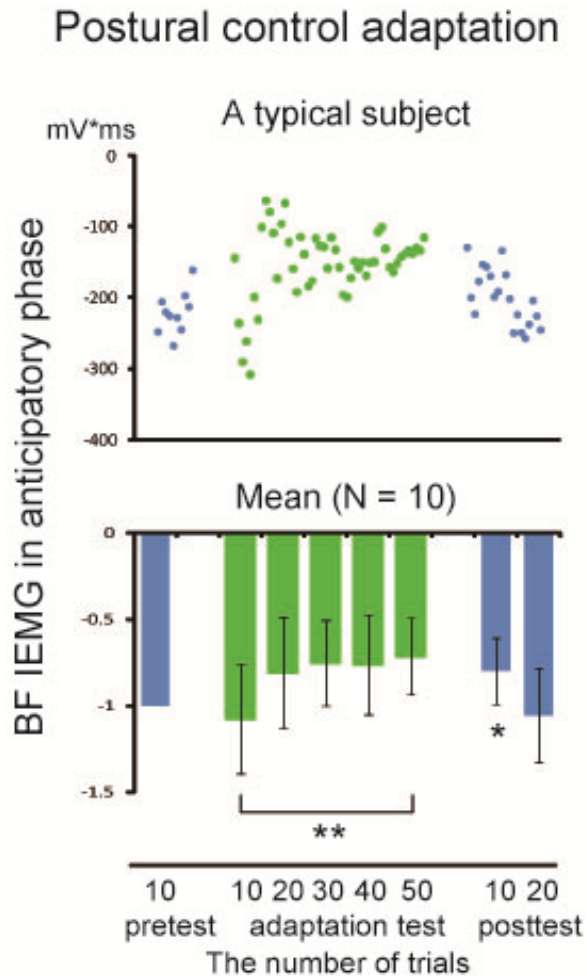 Postural control adaptation
mV*ms
A typical subject
0
-100
-200
-300
-400
BF IEMG in anticipatory phase
Mean (N = 10)
0
-0.5
-1
-1.5
*
**
10 10 20 30 40 50 10 20
pretest adaptation test posttest
The number of trials